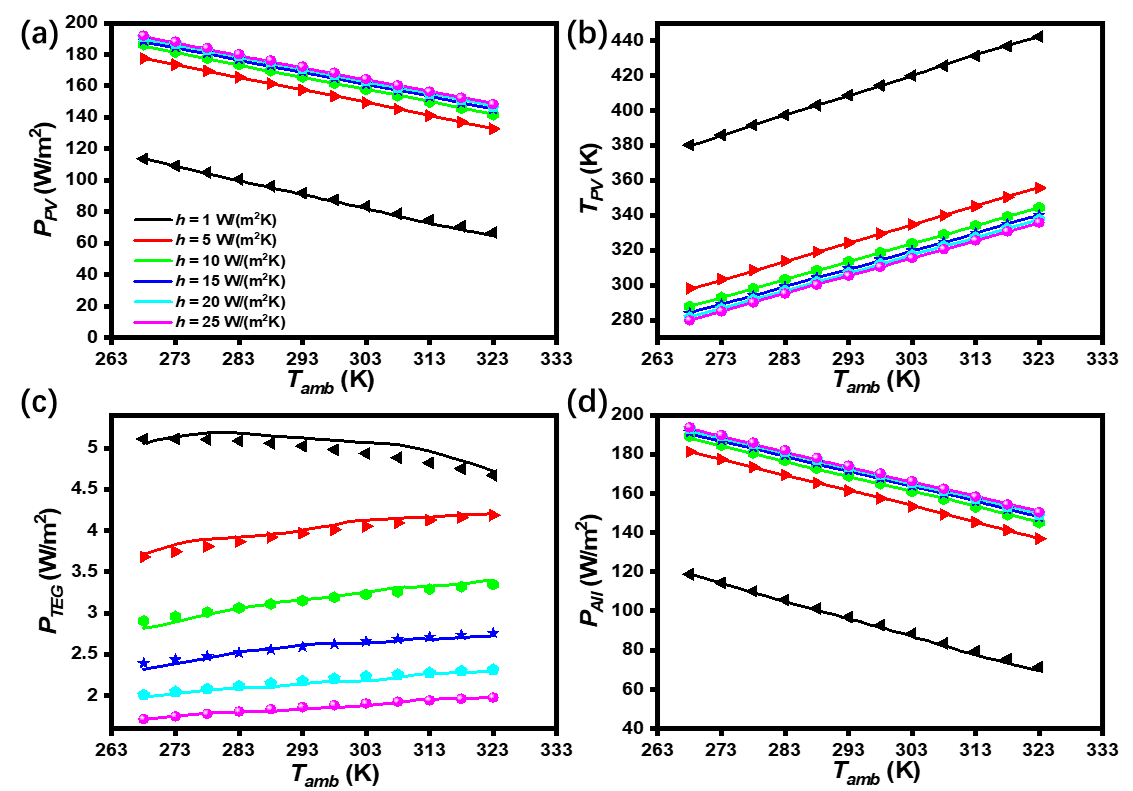 (a)
200
180
160
140
120
100
80
60
40
20
0
P_PV (W/m²)
h = 1 W/(m²K)
h = 5 W/(m²K)
h = 10 W/(m²K)
h = 15 W/(m²K)
h = 20 W/(m²K)
h = 25 W/(m²K)
263 273 283 293 303 313 323 333
T_amb (K)
(b)
440
420
400
380
360
340
320
300
280
T_PV (K)
263 273 283 293 303 313 323 333
T_amb (K)
(c)
5
4.5
4
3.5
3
2.5
2
P_TEG (W/m²)
263 273 283 293 303 313 323 333
T_amb (K)
(d)
200
180
160
140
120
100
80
60
40
P_All (W/m²)
263 273 283 293 303 313 323 333
T_amb (K)